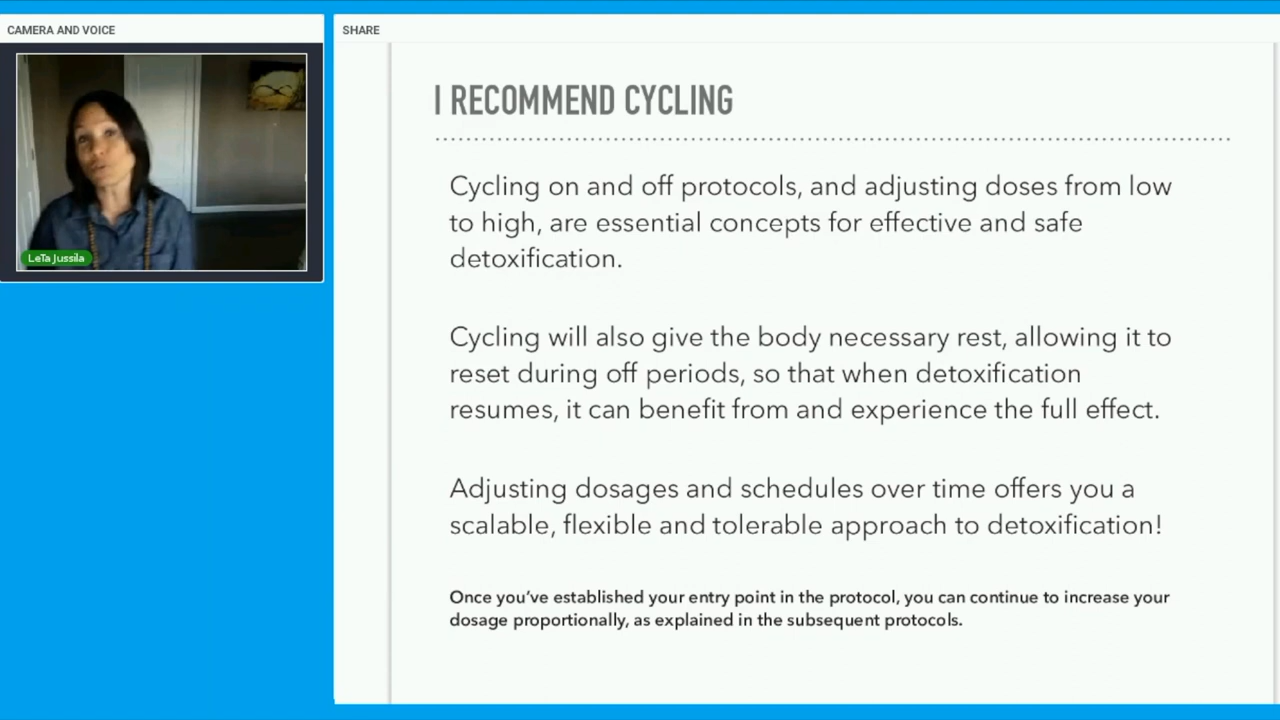 CAMERA AND VOICE
LeTa Jussila
SHARE
I RECOMMEND CYCLING
Cycling on and off protocols, and adjusting doses from low
to high, are essential concepts for effective and safe
detoxification.
Cycling will also give the body necessary rest, allowing it to
reset during off periods, so that when detoxification
resumes, it can benefit from and experience the full effect.
Adjusting dosages and schedules over time offers you a
scalable, flexible and tolerable approach to detoxification!
Once you’ve established your entry point in the protocol, you can continue to increase your
dosage proportionally, as explained in the subsequent protocols.